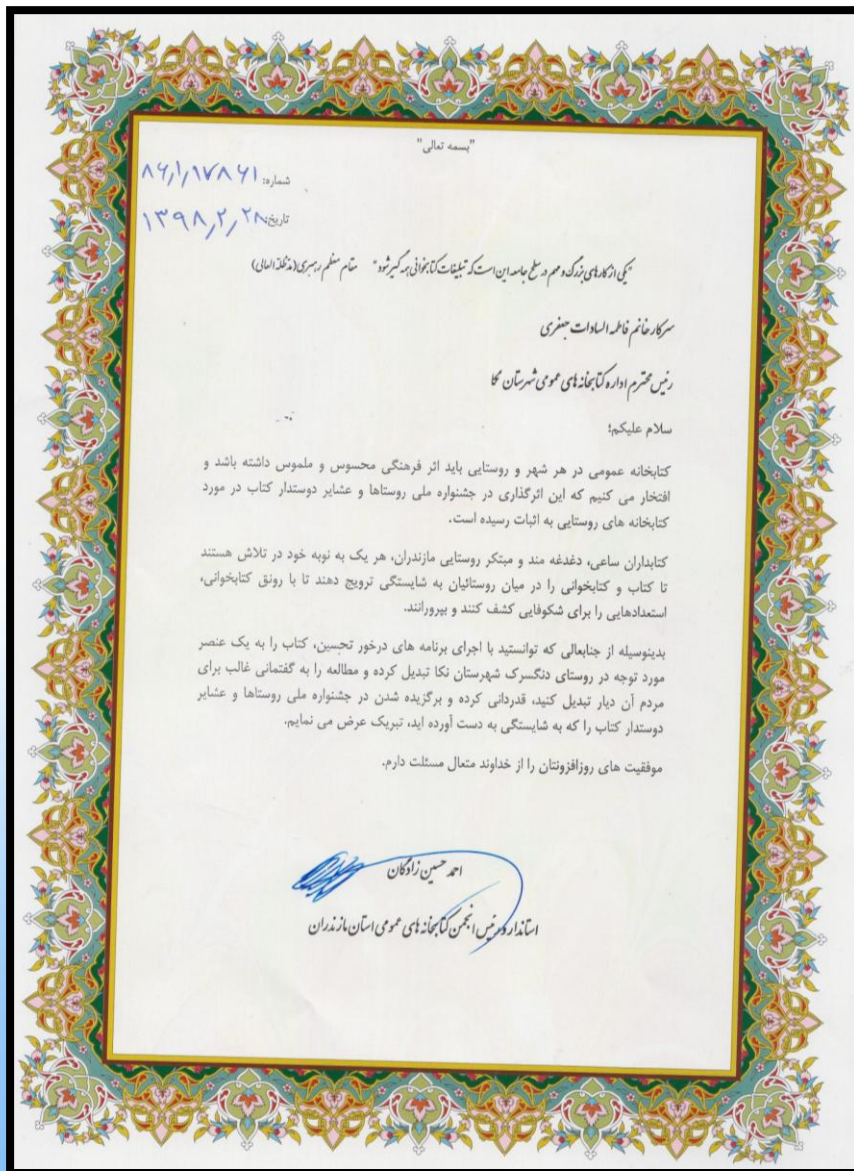 "بسمه تعالی"
شماره: ۸۶/۱/۱۷۸۶۱
تاریخ: ۱۳۹۸/۲/۲۸
"یکی از کارهای بزرگ و مهم در سطح جامعه این است که تبلیغات کتابخوانی همه گیر شود" مقام معظم رهبری(مدظله العالی)
سرکار خانم فاطمه السادات جعفری
رئیس محترم اداره کتابخانه های عمومی شهرستان نکا
سلام علیکم؛
کتابخانه عمومی در هر شهر و روستایی باید اثر فرهنگی محسوس و ملموس داشته باشد و
افتخار می کنیم که این اثرگذاری در جشنواره ملی روستاها و عشایر دوستدار کتاب در مورد
کتابخانه های روستایی به اثبات رسیده است.
کتابداران ساعی، دغدغه مند و مبتکر روستایی مازندران، هر یک به نوبه خود در تلاش هستند
تا کتاب و کتابخوانی را در میان روستائیان به شایستگی ترویج دهند تا با رونق کتابخوانی،
استعدادهایی را برای شکوفایی کشف کنند و بپرورانند.
بدینوسیله از جنابعالی که توانستید با اجرای برنامه های درخور تحسین، کتاب را به یک عنصر
مورد توجه در روستای دنگسرک شهرستان نکا تبدیل کرده و مطالعه را به گفتمانی غالب برای
مردم آن دیار تبدیل کنید، قدردانی کرده و برگزیده شدن در جشنواره ملی روستاها و عشایر
دوستدار کتاب را که به شایستگی به دست آورده اید، تبریک عرض می نمایم.
موفقیت های روزافزونتان را از خداوند متعال مسئلت دارم.
احمد حسین زادگان
استاندار و رئیس انجمن کتابخانه های عمومی استان مازندران